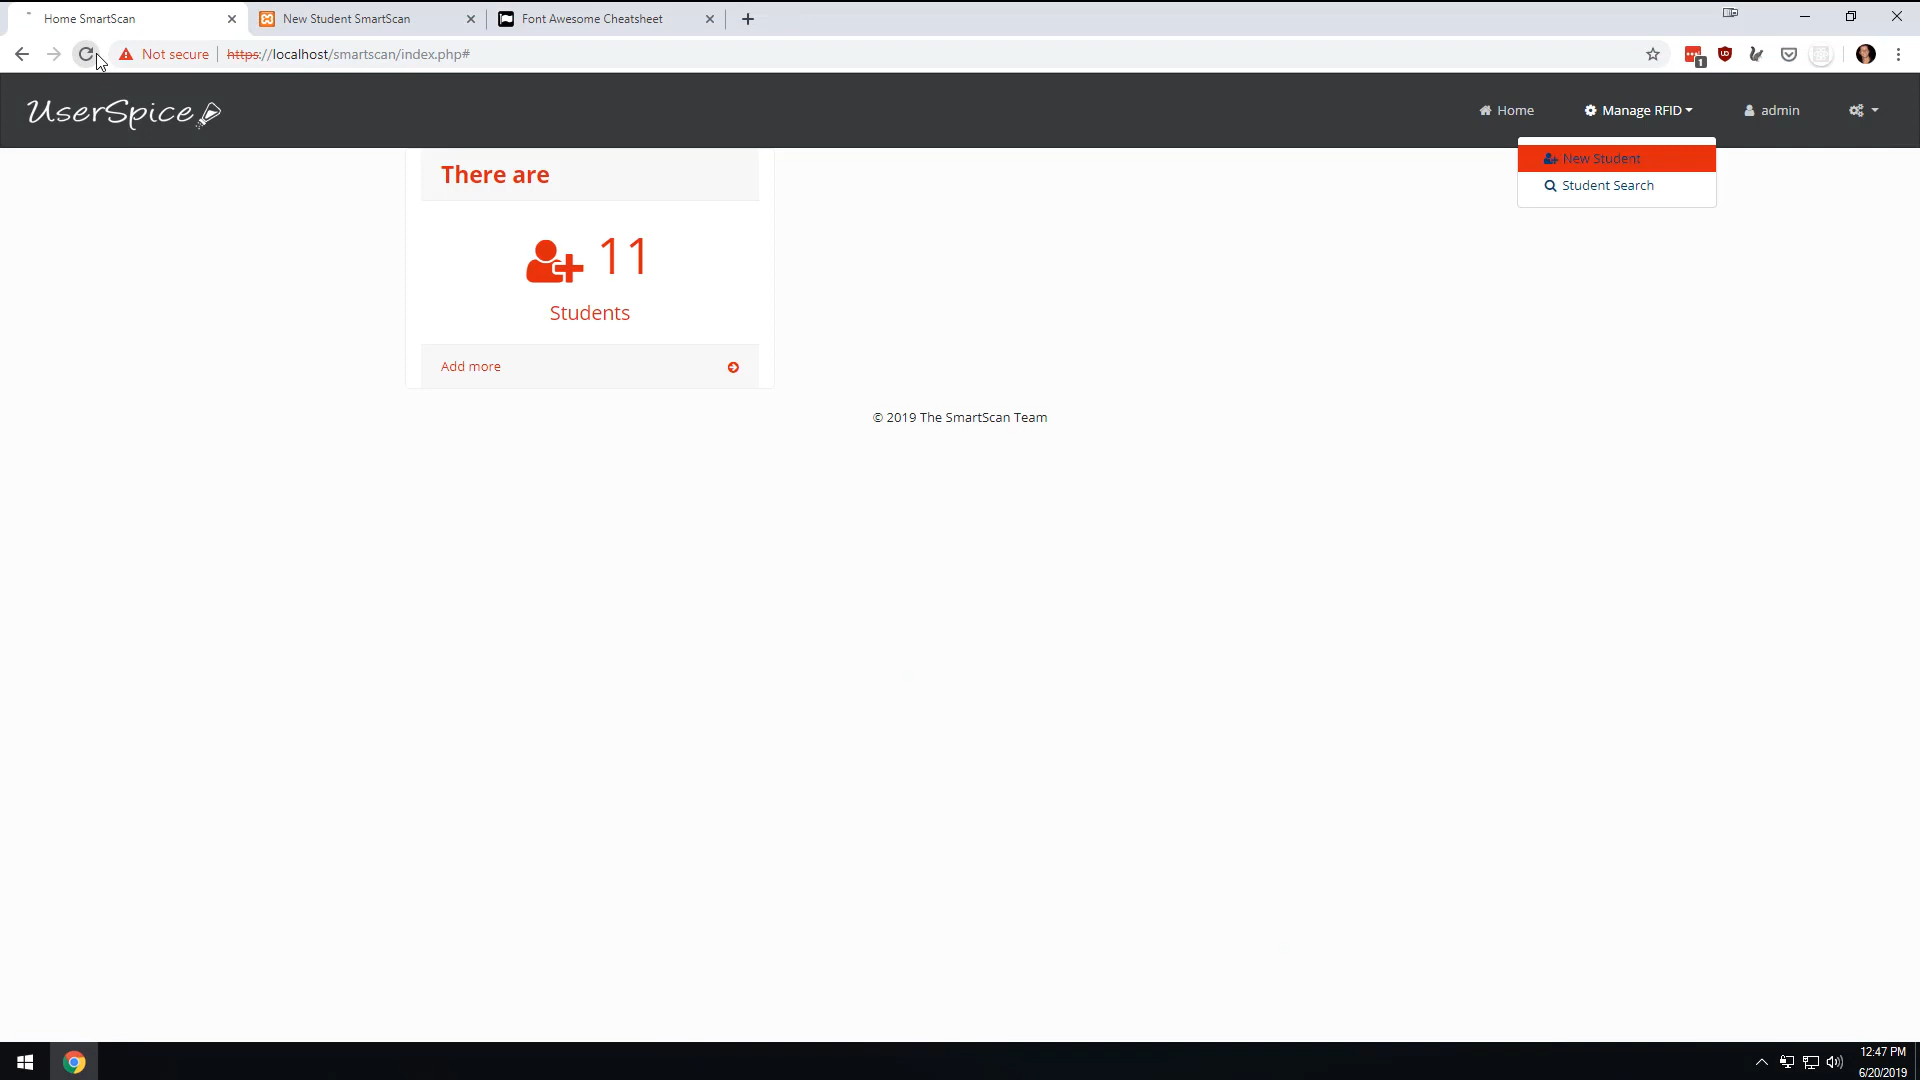 Home SmartScan
New Student SmartScan
Font Awesome Cheatsheet
Not secure
https://localhost/smartscan/index.php#
1
UserSpice
Home
Manage RFID
admin
New Student
Student Search
There are
11
Students
Add more
© 2019 The SmartScan Team
12:47 PM
6/20/2019